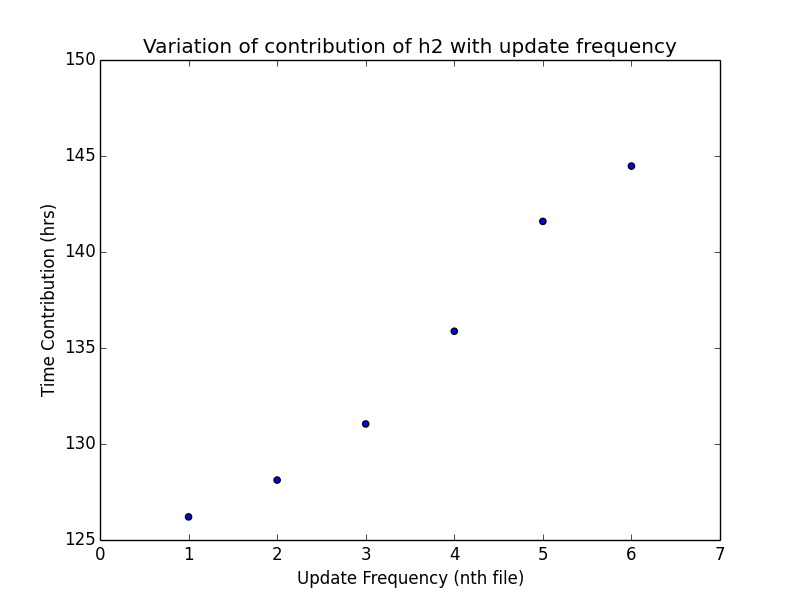 Variation of contribution of h2 with update frequency
150
145
140
135
130
125
Time Contribution (hrs)
0 1 2 3 4 5 6 7
Update Frequency (nth file)